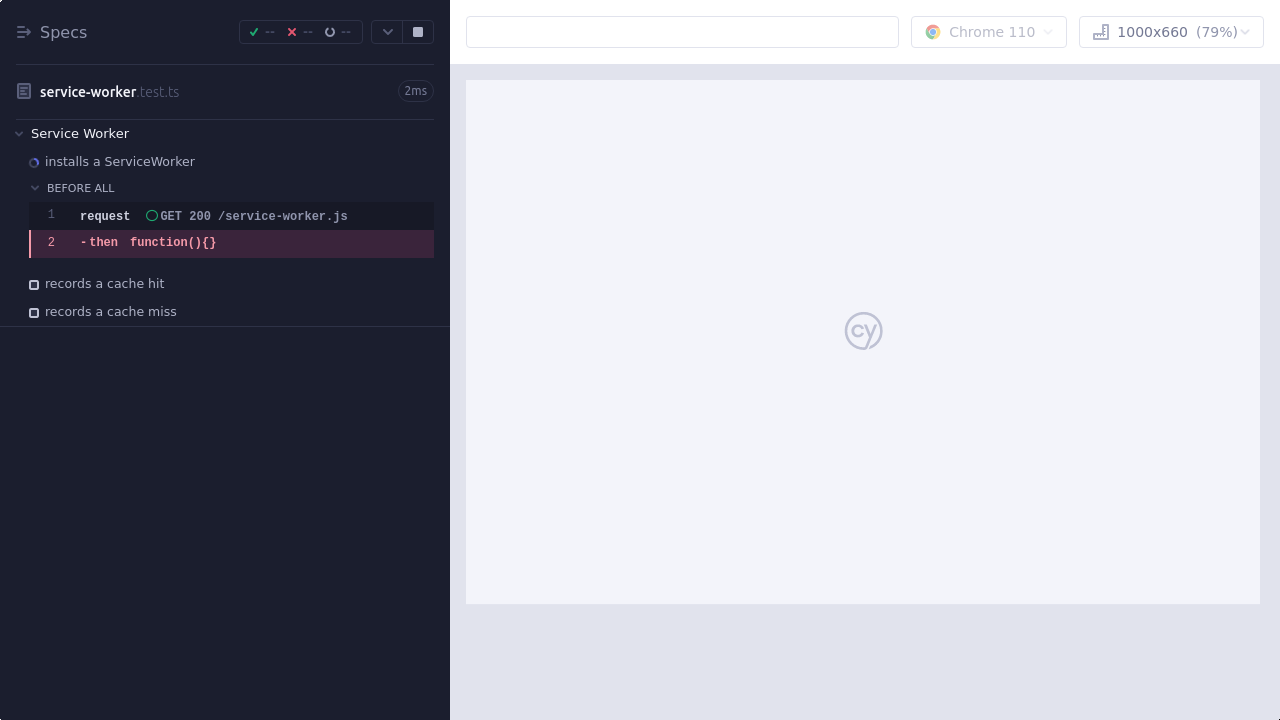 Specs
-- -- --
Chrome 110
1000x660 (79%)
service-worker.test.ts 2ms
Service Worker
installs a ServiceWorker
BEFORE ALL
1 request GET 200 /service-worker.js
2 -then function(){}
records a cache hit
records a cache miss
cy